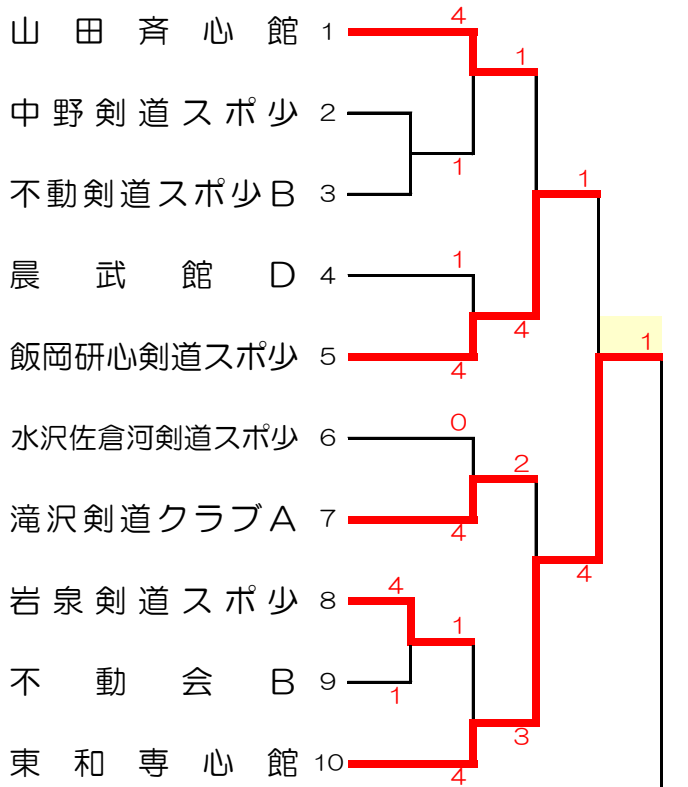 4
山田斉心館 1
1
中野剣道スポ少 2
1
不動剣道スポ少B 3
1
晨武館D 4
1
4
1
飯岡研心剣道スポ少 5
4
水沢佐倉河剣道スポ少 6
0
2
滝沢剣道クラブA 7
4
4
4
岩泉剣道スポ少 8
1
不動会B 9
1
3
東和専心館 10
4